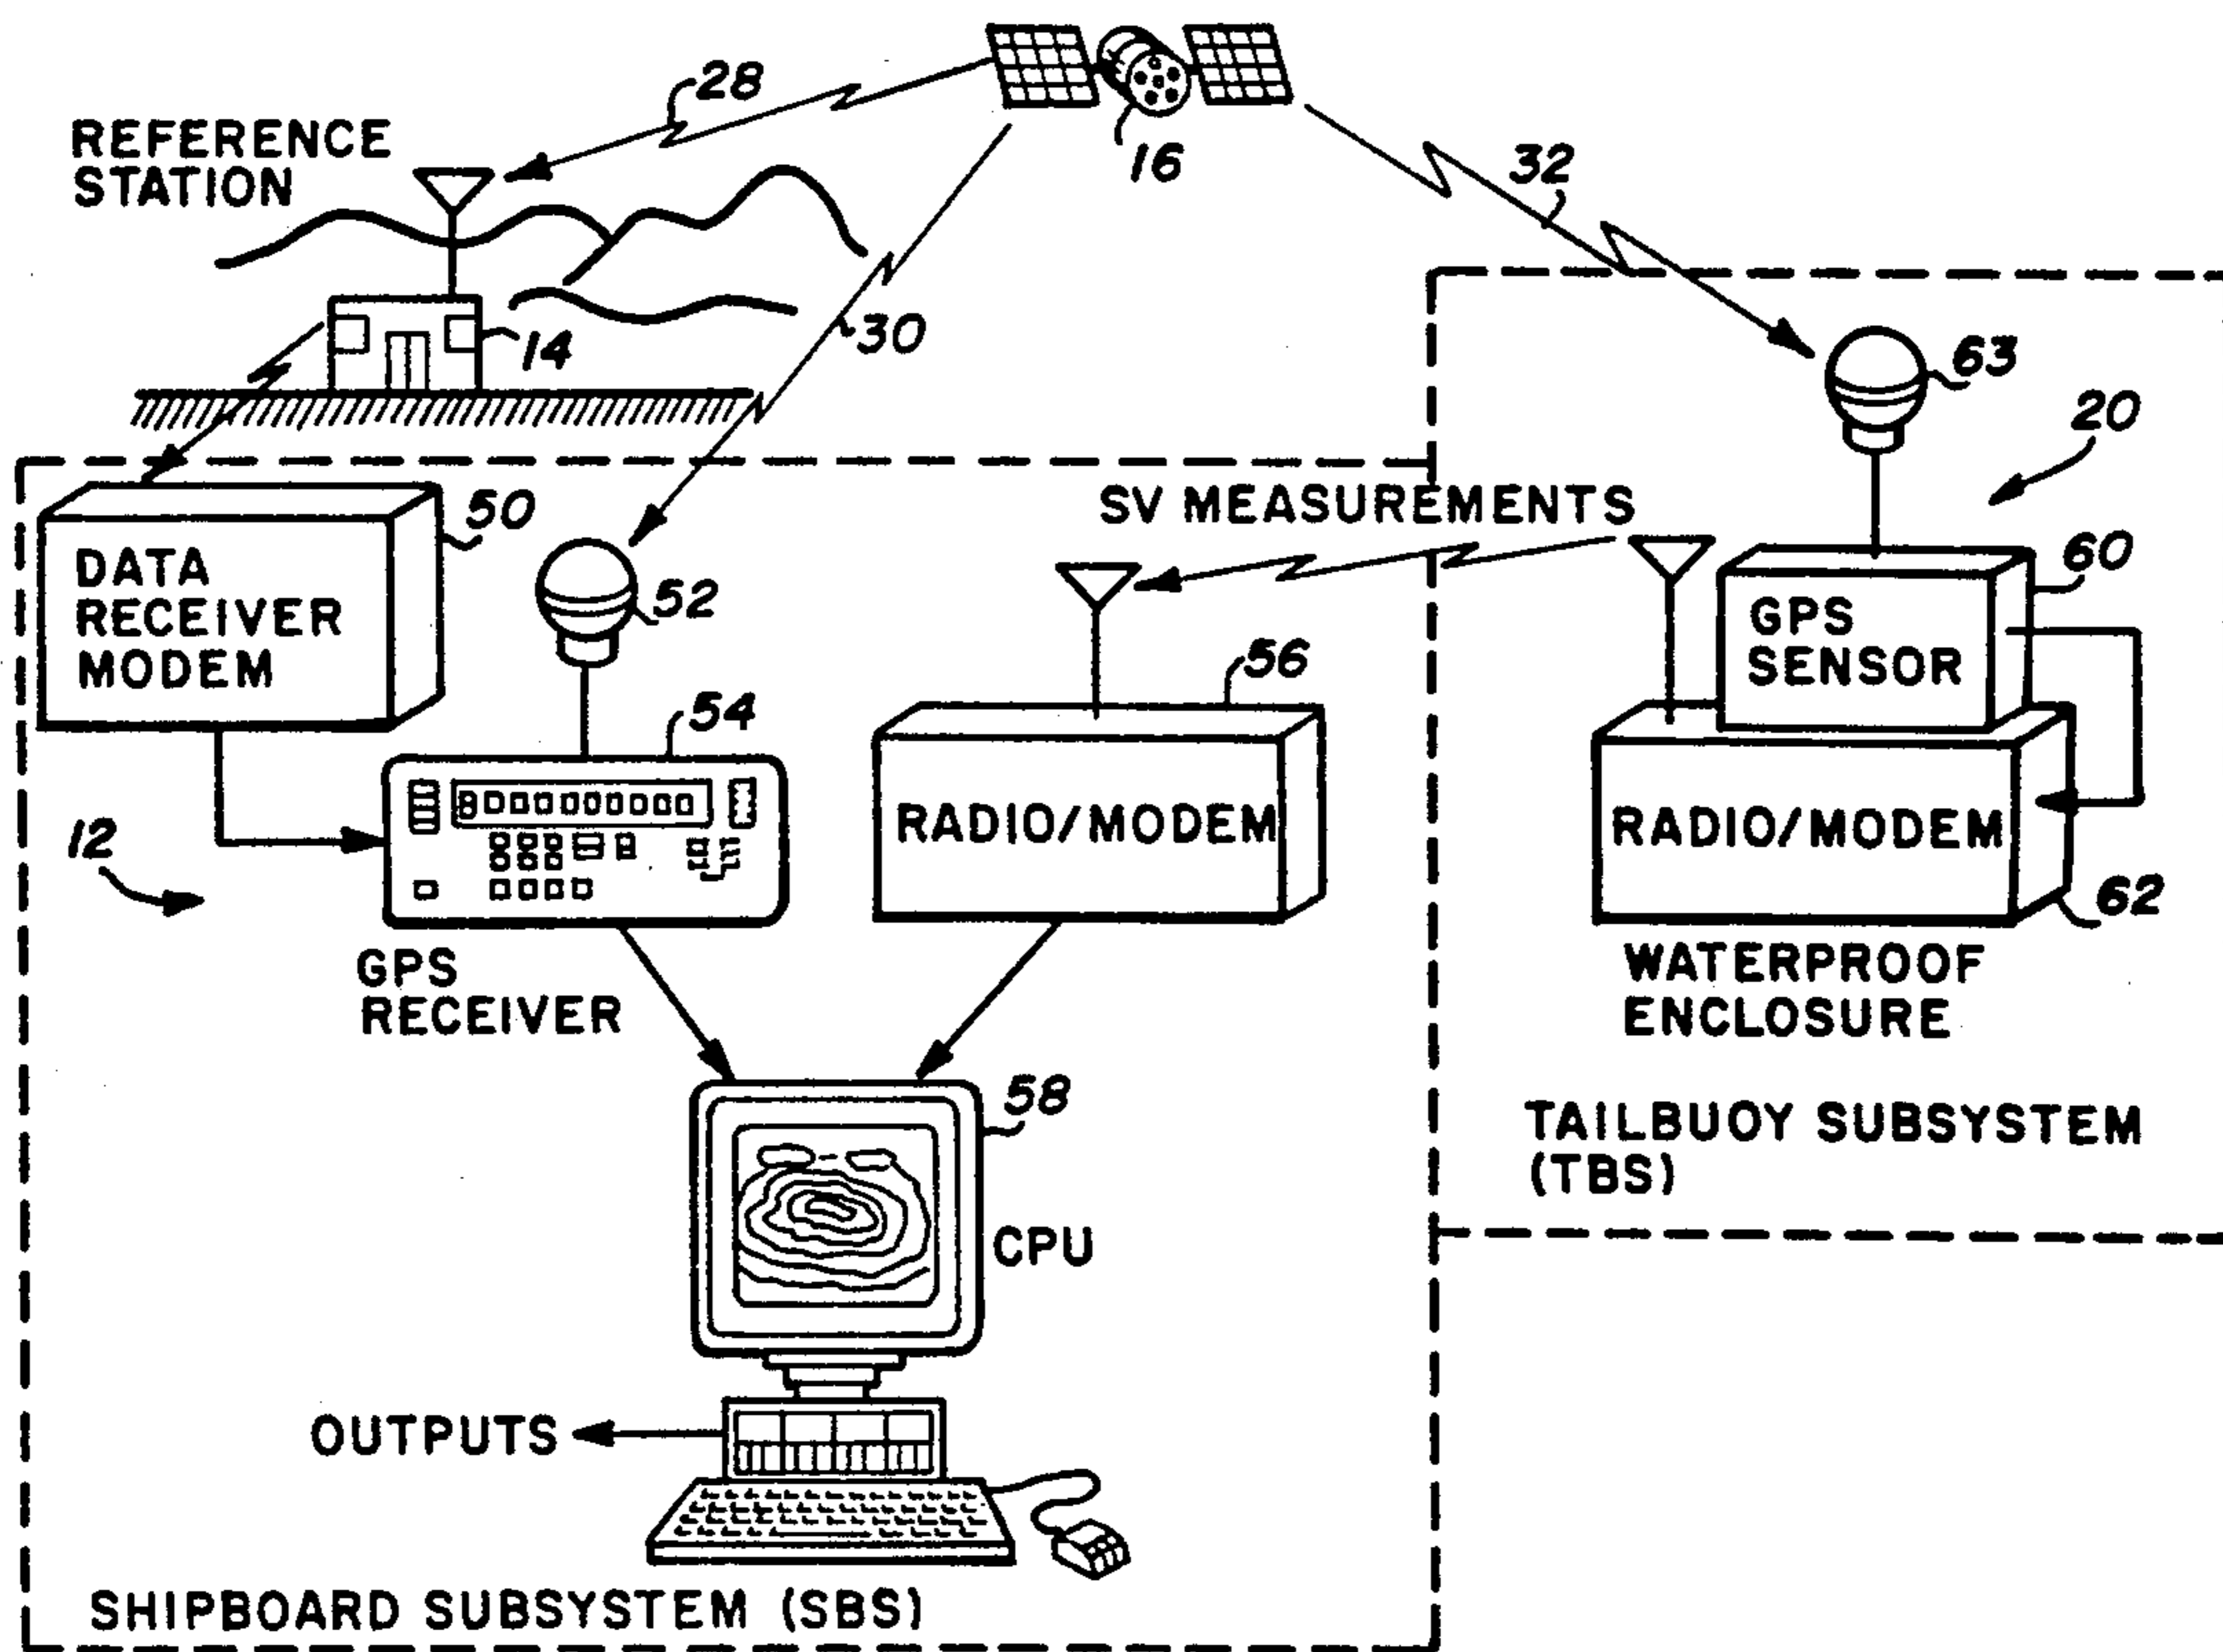 28
REFERENCE
STATION
16
32
14
30
63
20
50
SV MEASUREMENTS
DATA
RECEIVER
MODEM
52
60
GPS
SENSOR
56
54
12
RADIO/MODEM
RADIO/MODEM
62
GPS
RECEIVER
WATERPROOF
ENCLOSURE
58
TAILBUOY SUBSYSTEM
(TBS)
CPU
OUTPUTS
SHIPBOARD SUBSYSTEM (SBS)